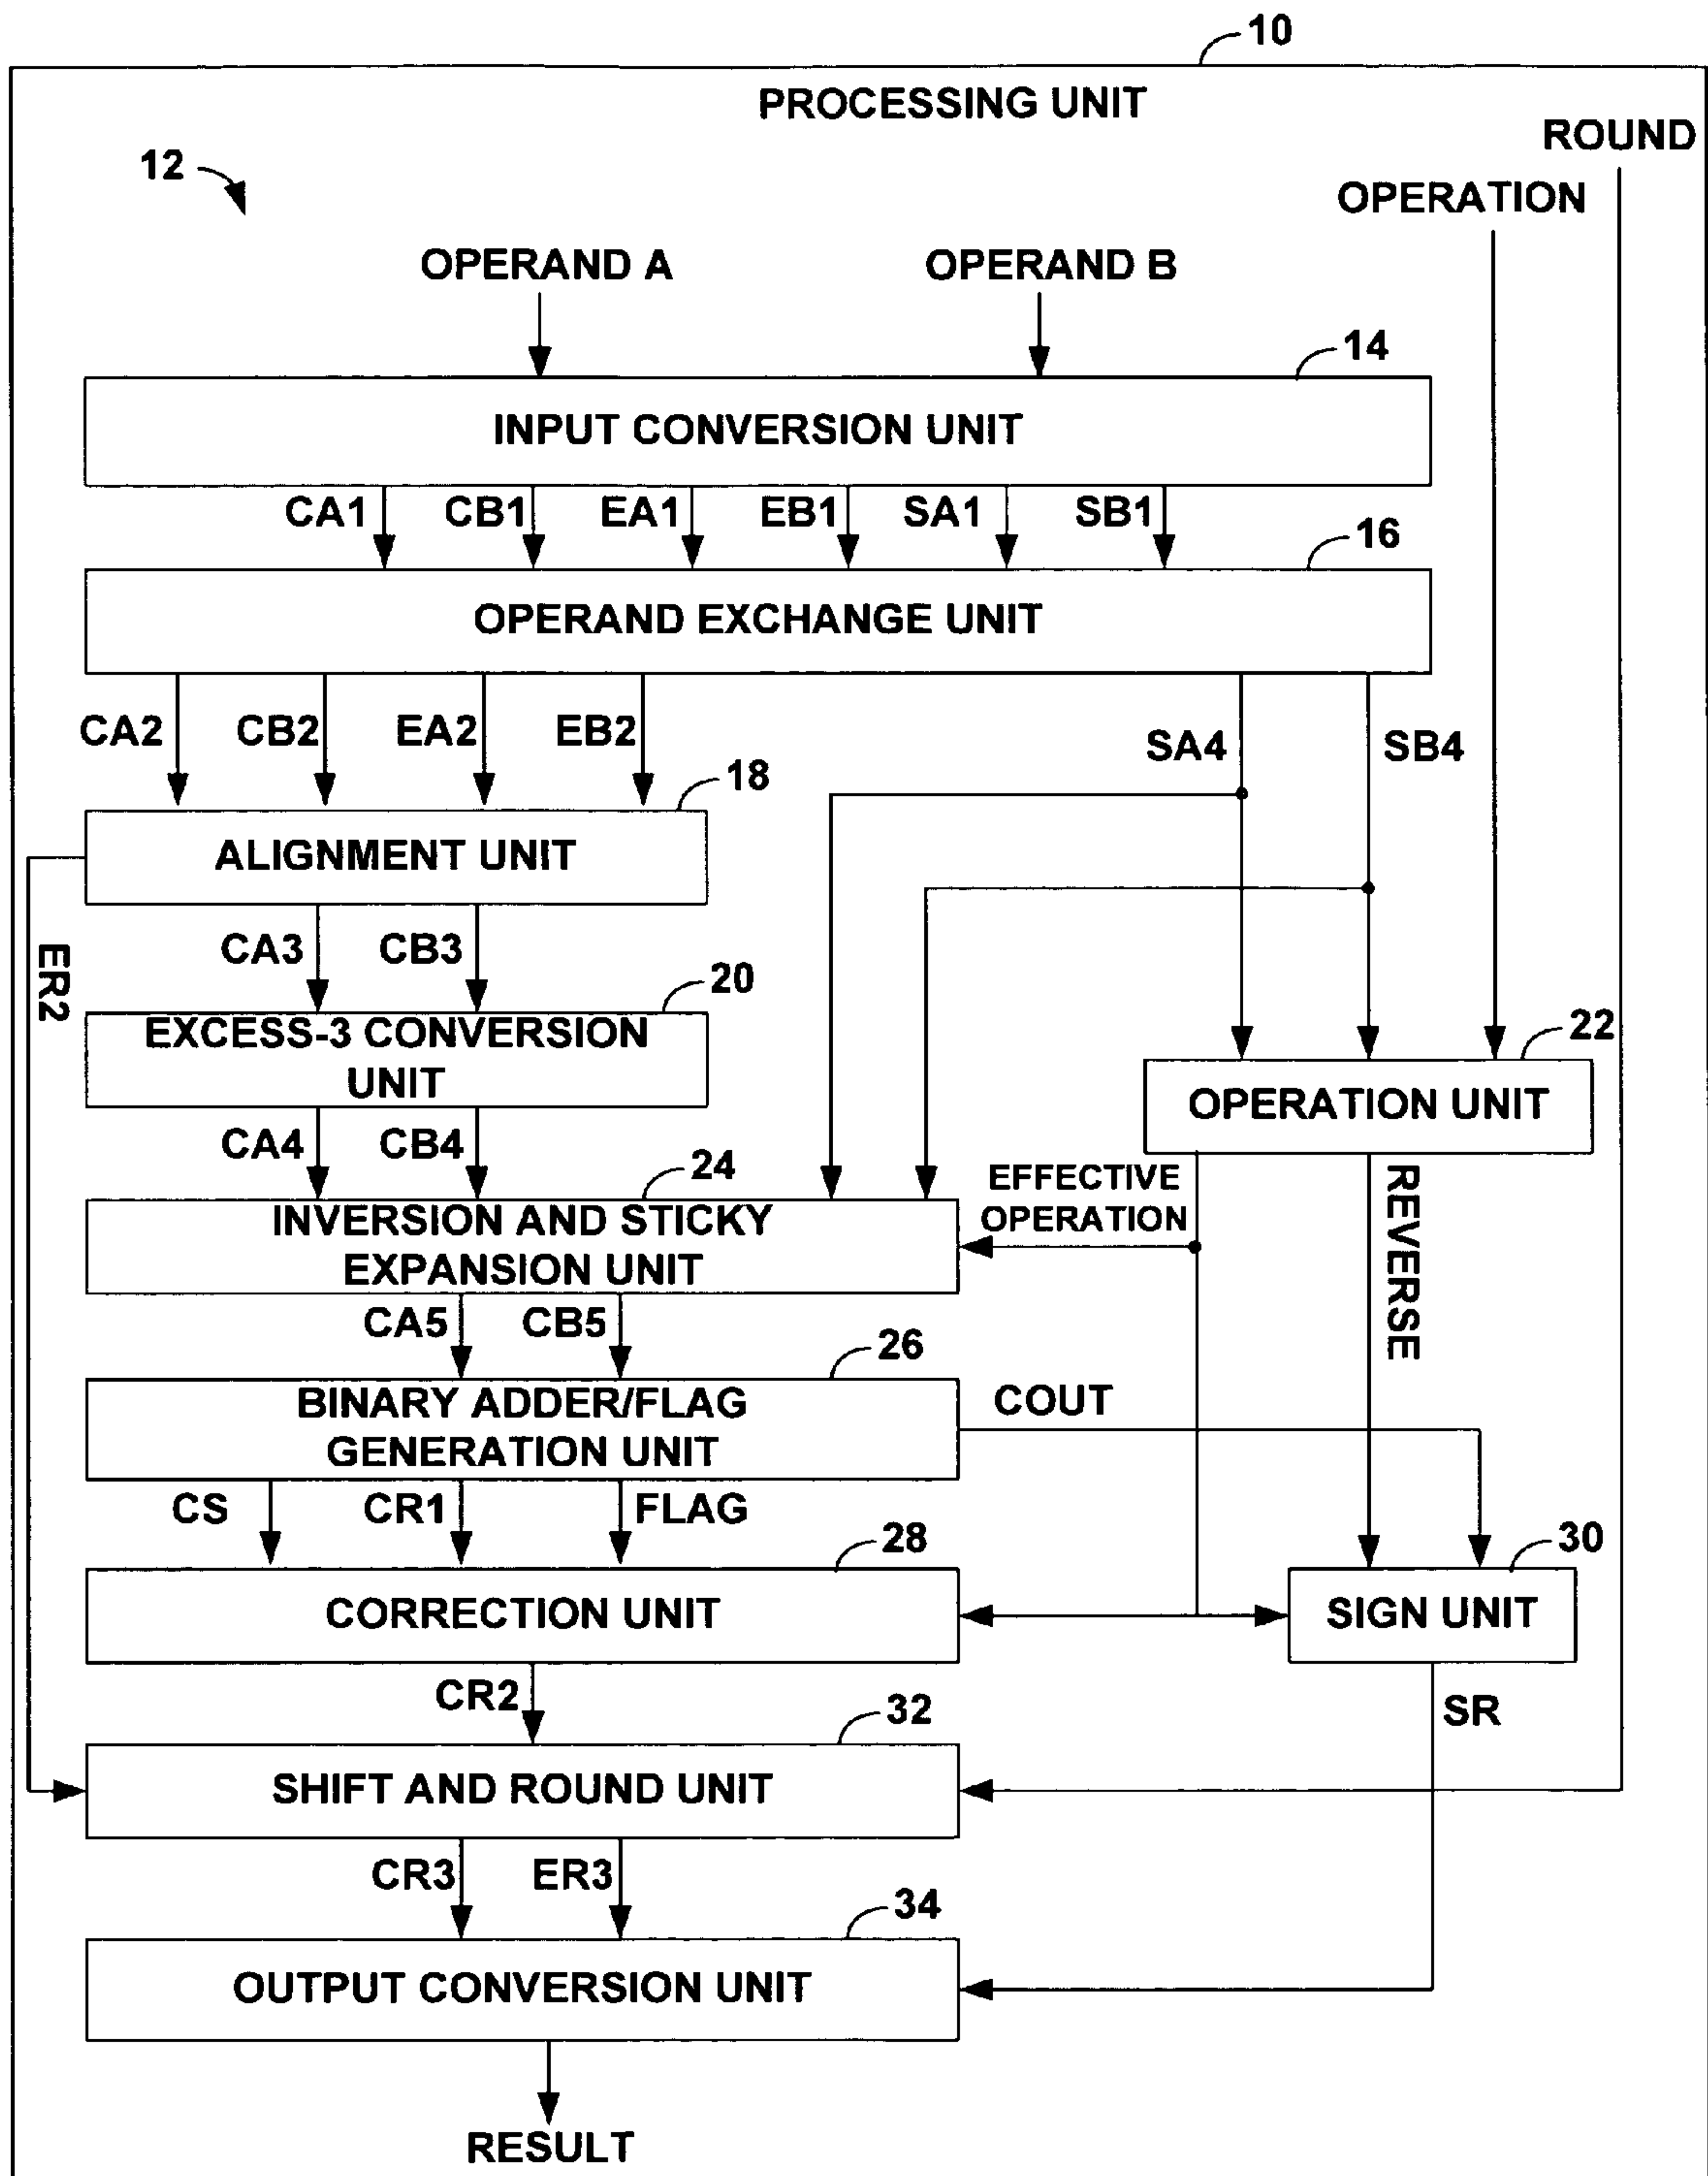 10
PROCESSING UNIT
ROUND
12
OPERATION
OPERAND A
OPERAND B
14
INPUT CONVERSION UNIT
CA1
CB1
EA1
EB1
SA1
SB1
16
OPERAND EXCHANGE UNIT
CA2
CB2
EA2
EB2
SA4
SB4
18
ALIGNMENT UNIT
ER2
CA3
CB3
20
EXCESS-3 CONVERSION
UNIT
22
OPERATION UNIT
CA4
CB4
24
EFFECTIVE
OPERATION
REVERSE
INVERSION AND STICKY
EXPANSION UNIT
CA5
CB5
26
BINARY ADDER/FLAG
GENERATION UNIT
COUT
CS
CR1
FLAG
28
30
CORRECTION UNIT
SIGN UNIT
CR2
32
SR
SHIFT AND ROUND UNIT
CR3
ER3
34
OUTPUT CONVERSION UNIT
RESULT